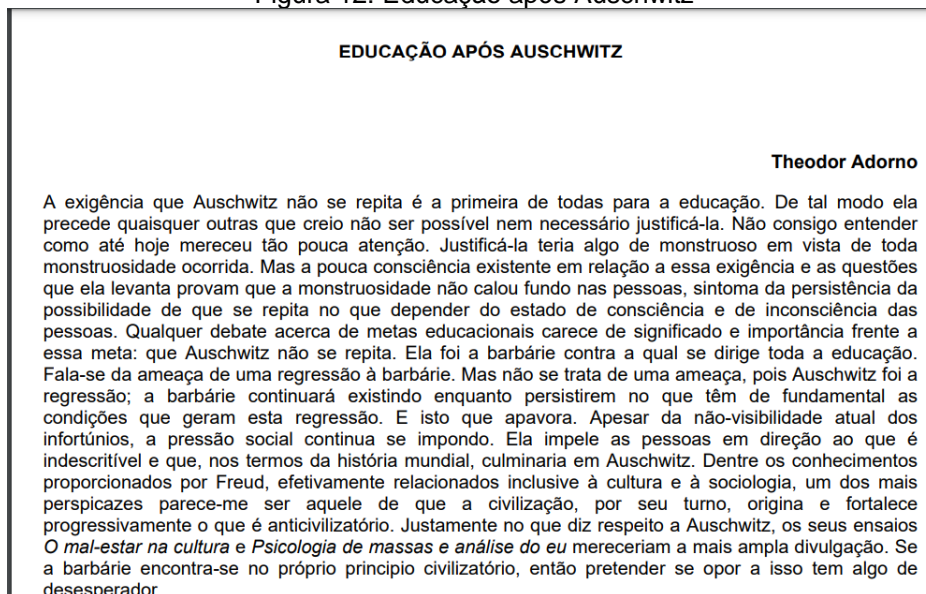 Figura 12: Educação após Auschwitz
EDUCAÇÃO APÓS AUSCHWITZ
Theodor Adorno
A exigência que Auschwitz não se repita é a primeira de todas para a educação. De tal modo ela
precede quaisquer outras que creio não ser possível nem necessário justificá-la. Não consigo entender
como até hoje mereceu tão pouca atenção. Justificá-la teria algo de monstruoso em vista de toda
monstruosidade ocorrida. Mas a pouca consciência existente em relação a essa exigência e as questões
que ela levanta provam que a monstruosidade não calou fundo nas pessoas, sintoma da persistência da
possibilidade de que se repita no que depender do estado de consciência e de inconsciência das
pessoas. Qualquer debate acerca de metas educacionais carece de significado e importância frente a
essa meta: que Auschwitz não se repita. Ela foi a barbárie contra a qual se dirige toda a educação.
Fala-se da ameaça de uma regressão à barbárie. Mas não se trata de uma ameaça, pois Auschwitz foi a
regressão; a barbárie continuará existindo enquanto persistirem no que têm de fundamental as
condições que geram esta regressão. E isto que apavora. Apesar da não-visibilidade atual dos
infortúnios, a pressão social continua se impondo. Ela impele as pessoas em direção ao que é
indescritível e que, nos termos da história mundial, culminaria em Auschwitz. Dentre os conhecimentos
proporcionados por Freud, efetivamente relacionados inclusive à cultura e à sociologia, um dos mais
perspicazes parece-me ser aquele de que a civilização, por seu turno, origina e fortalece
progressivamente o que é anticivilizatório. Justamente no que diz respeito a Auschwitz, os seus ensaios
O mal-estar na cultura e Psicologia de massas e análise do eu mereceriam a mais ampla divulgação. Se
a barbárie encontra-se no próprio principio civilizatório, então pretender se opor a isso tem algo de
desesperador